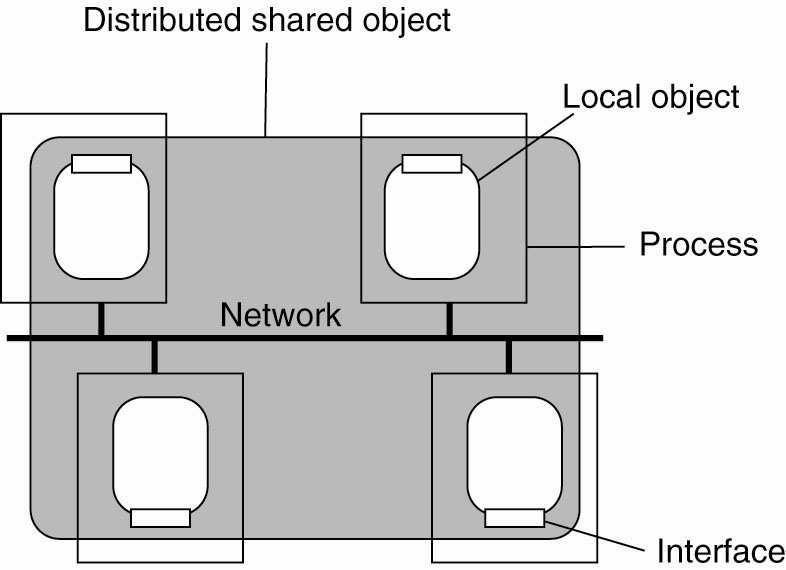 Distributed shared object
Local object
Process
Network
Interface